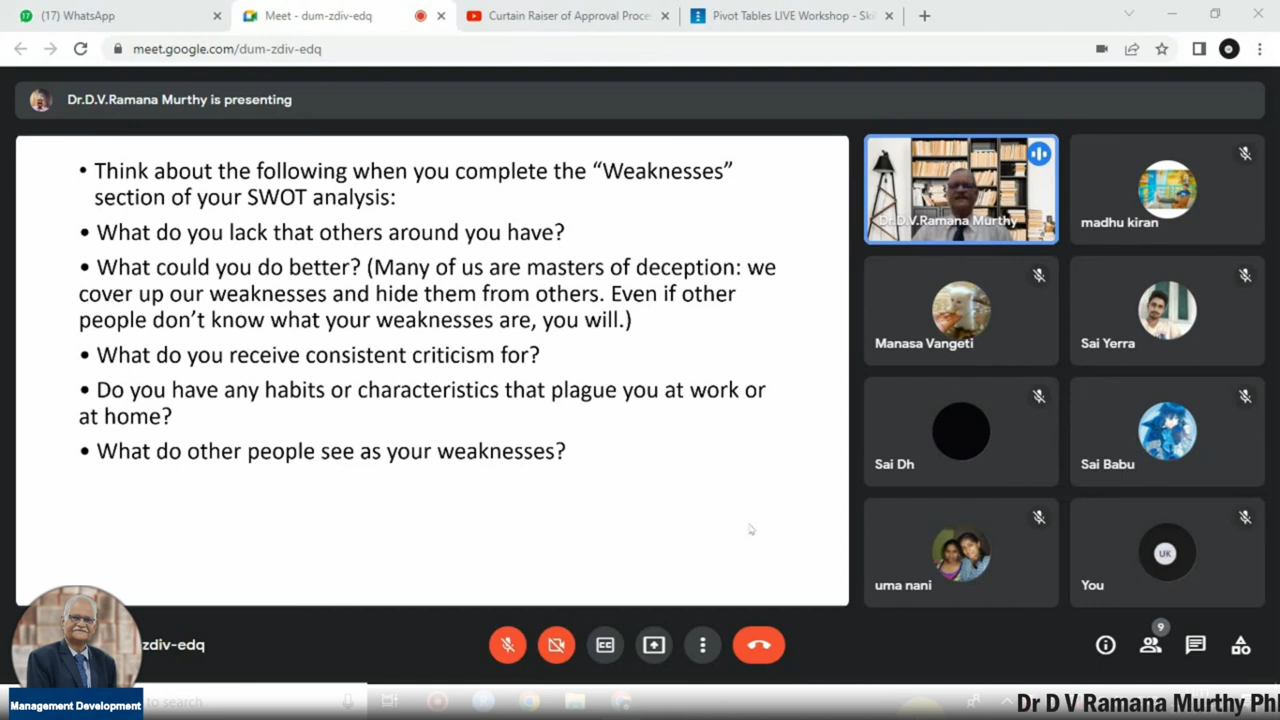 (17) WhatsApp
Meet - dum-zdiv-edq
Curtain Raiser of Approval Proce
Pivot Tables LIVE Workshop - Ski
meet.google.com/dum-zdiv-edq
Dr.D.V.Ramana Murthy is presenting
• Think about the following when you complete the “Weaknesses”
section of your SWOT analysis:
• What do you lack that others around you have?
• What could you do better? (Many of us are masters of deception: we
cover up our weaknesses and hide them from others. Even if other
people don’t know what your weaknesses are, you will.)
• What do you receive consistent criticism for?
• Do you have any habits or characteristics that plague you at work or
at home?
• What do other people see as your weaknesses?
Dr.D.V.Ramana Murthy
madhu kiran
Manasa Vangeti
Sai Yerra
Sai Dh
Sai Babu
uma nani
UK
You
zdiv-edq
CC
9
to search
Management Development
Dr D V Ramana Murthy Ph